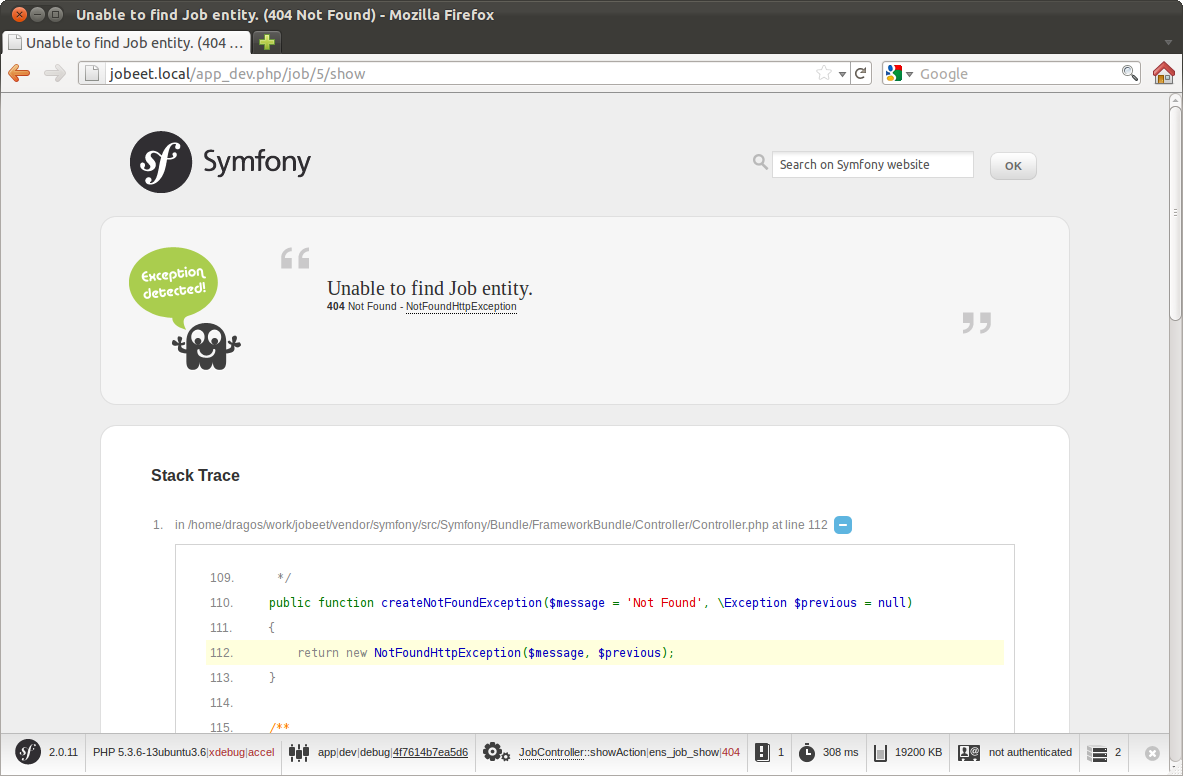 Unable to find Job entity. (404 Not Found) - Mozilla Firefox
Unable to find Job entity. (404 ...
jobeet.local/app_dev.php/job/5/show
Google
sf Symfony
Search on Symfony website
OK
Exception
detected!
Unable to find Job entity.
404 Not Found - NotFoundHttpException
Stack Trace
1. in /home/dragos/work/jobeet/vendor/symfony/src/Symfony/Bundle/FrameworkBundle/Controller/Controller.php at line 112
109. */
110. public function createNotFoundException($message = 'Not Found', \Exception $previous = null)
111. {
112. return new NotFoundHttpException($message, $previous);
113. }
114.
115. /**
sf 2.0.11 PHP 5.3.6-13ubuntu3.6|xdebug|accel app|dev|debug|4f7614b7ea5d6 JobController::showAction|ens_job_show|404 1 308 ms 19200 KB not authenticated 2